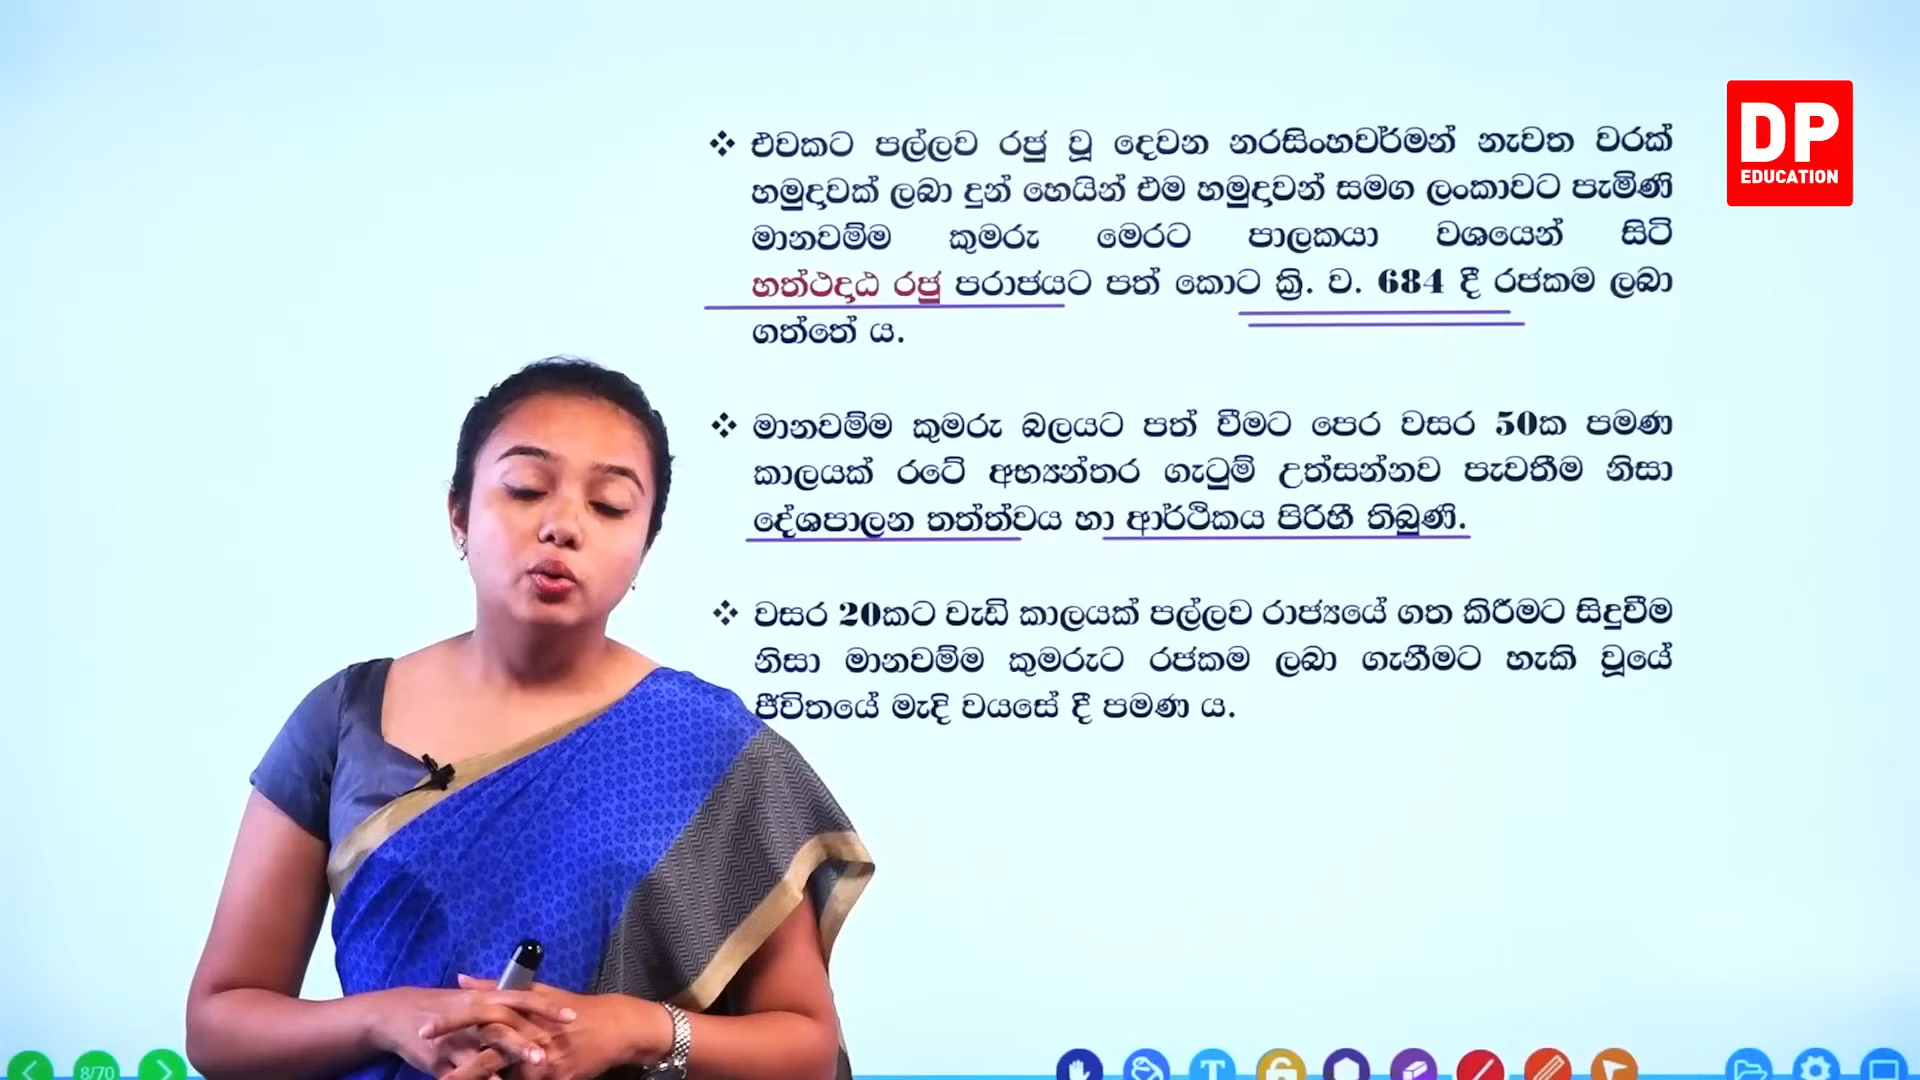 එවකට පල්ලව රජු වූ දෙවන නරසිංහවර්මන් නැවත වරක්
හමුදාවක් ලබා දුන් හෙයින් එම හමුදාවන් සමග ලංකාවට පැමිණි
මානවම්ම කුමරු මෙරට පාලකයා වශයෙන් සිටි
හත්ථදාඨ රජු පරාජයට පත් කොට ක්‍රි. ව. 684 දී රජකම ලබා
ගත්තේ ය.
මානවම්ම කුමරු බලයට පත් වීමට පෙර වසර 50ක පමණ
කාලයක් රටේ අභ්‍යන්තර ගැටුම් උත්සන්නව පැවතීම නිසා
දේශපාලන තත්ත්වය හා ආර්ථිකය පිරිහී තිබුණි.
වසර 20කට වැඩි කාලයක් පල්ලව රාජ්‍යයේ ගත කිරීමට සිදුවීම
නිසා මානවම්ම කුමරුට රජකම ලබා ගැනීමට හැකි වූයේ
ජීවිතයේ මැදි වයසේ දී පමණ ය.
DP
EDUCATION
8/70